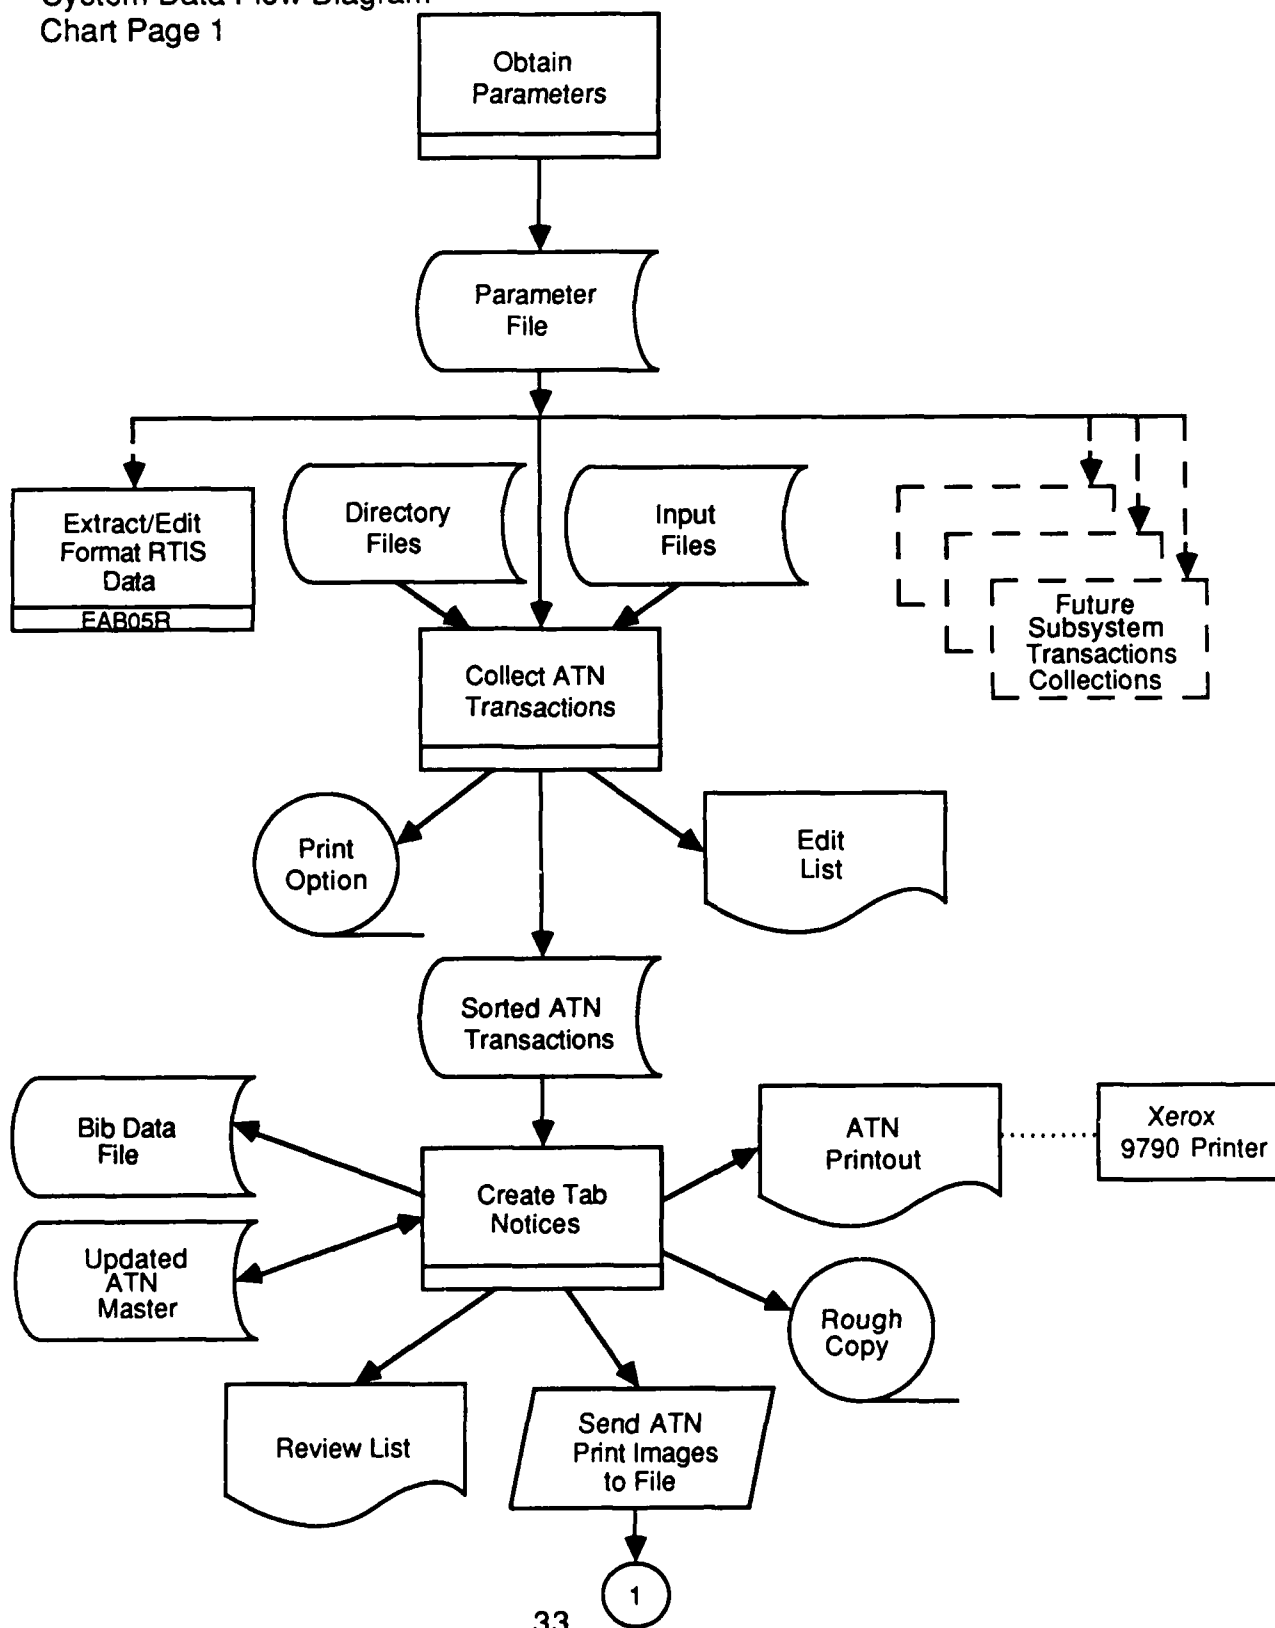 System Data Flow Diagram
Chart Page 1
Obtain
Parameters
Parameter
File
Directory
Files
Input
Files
Extract/Edit
Format RTIS
Data
EAB05R
Future
Subsystem
Transactions
Collections
Collect ATN
Transactions
Print
Option
Edit
List
Sorted ATN
Transactions
Bib Data
File
ATN
Printout
Xerox
9790 Printer
Create Tab
Notices
Updated
ATN
Master
Rough
Copy
Review List
Send ATN
Print Images
to File
1
33